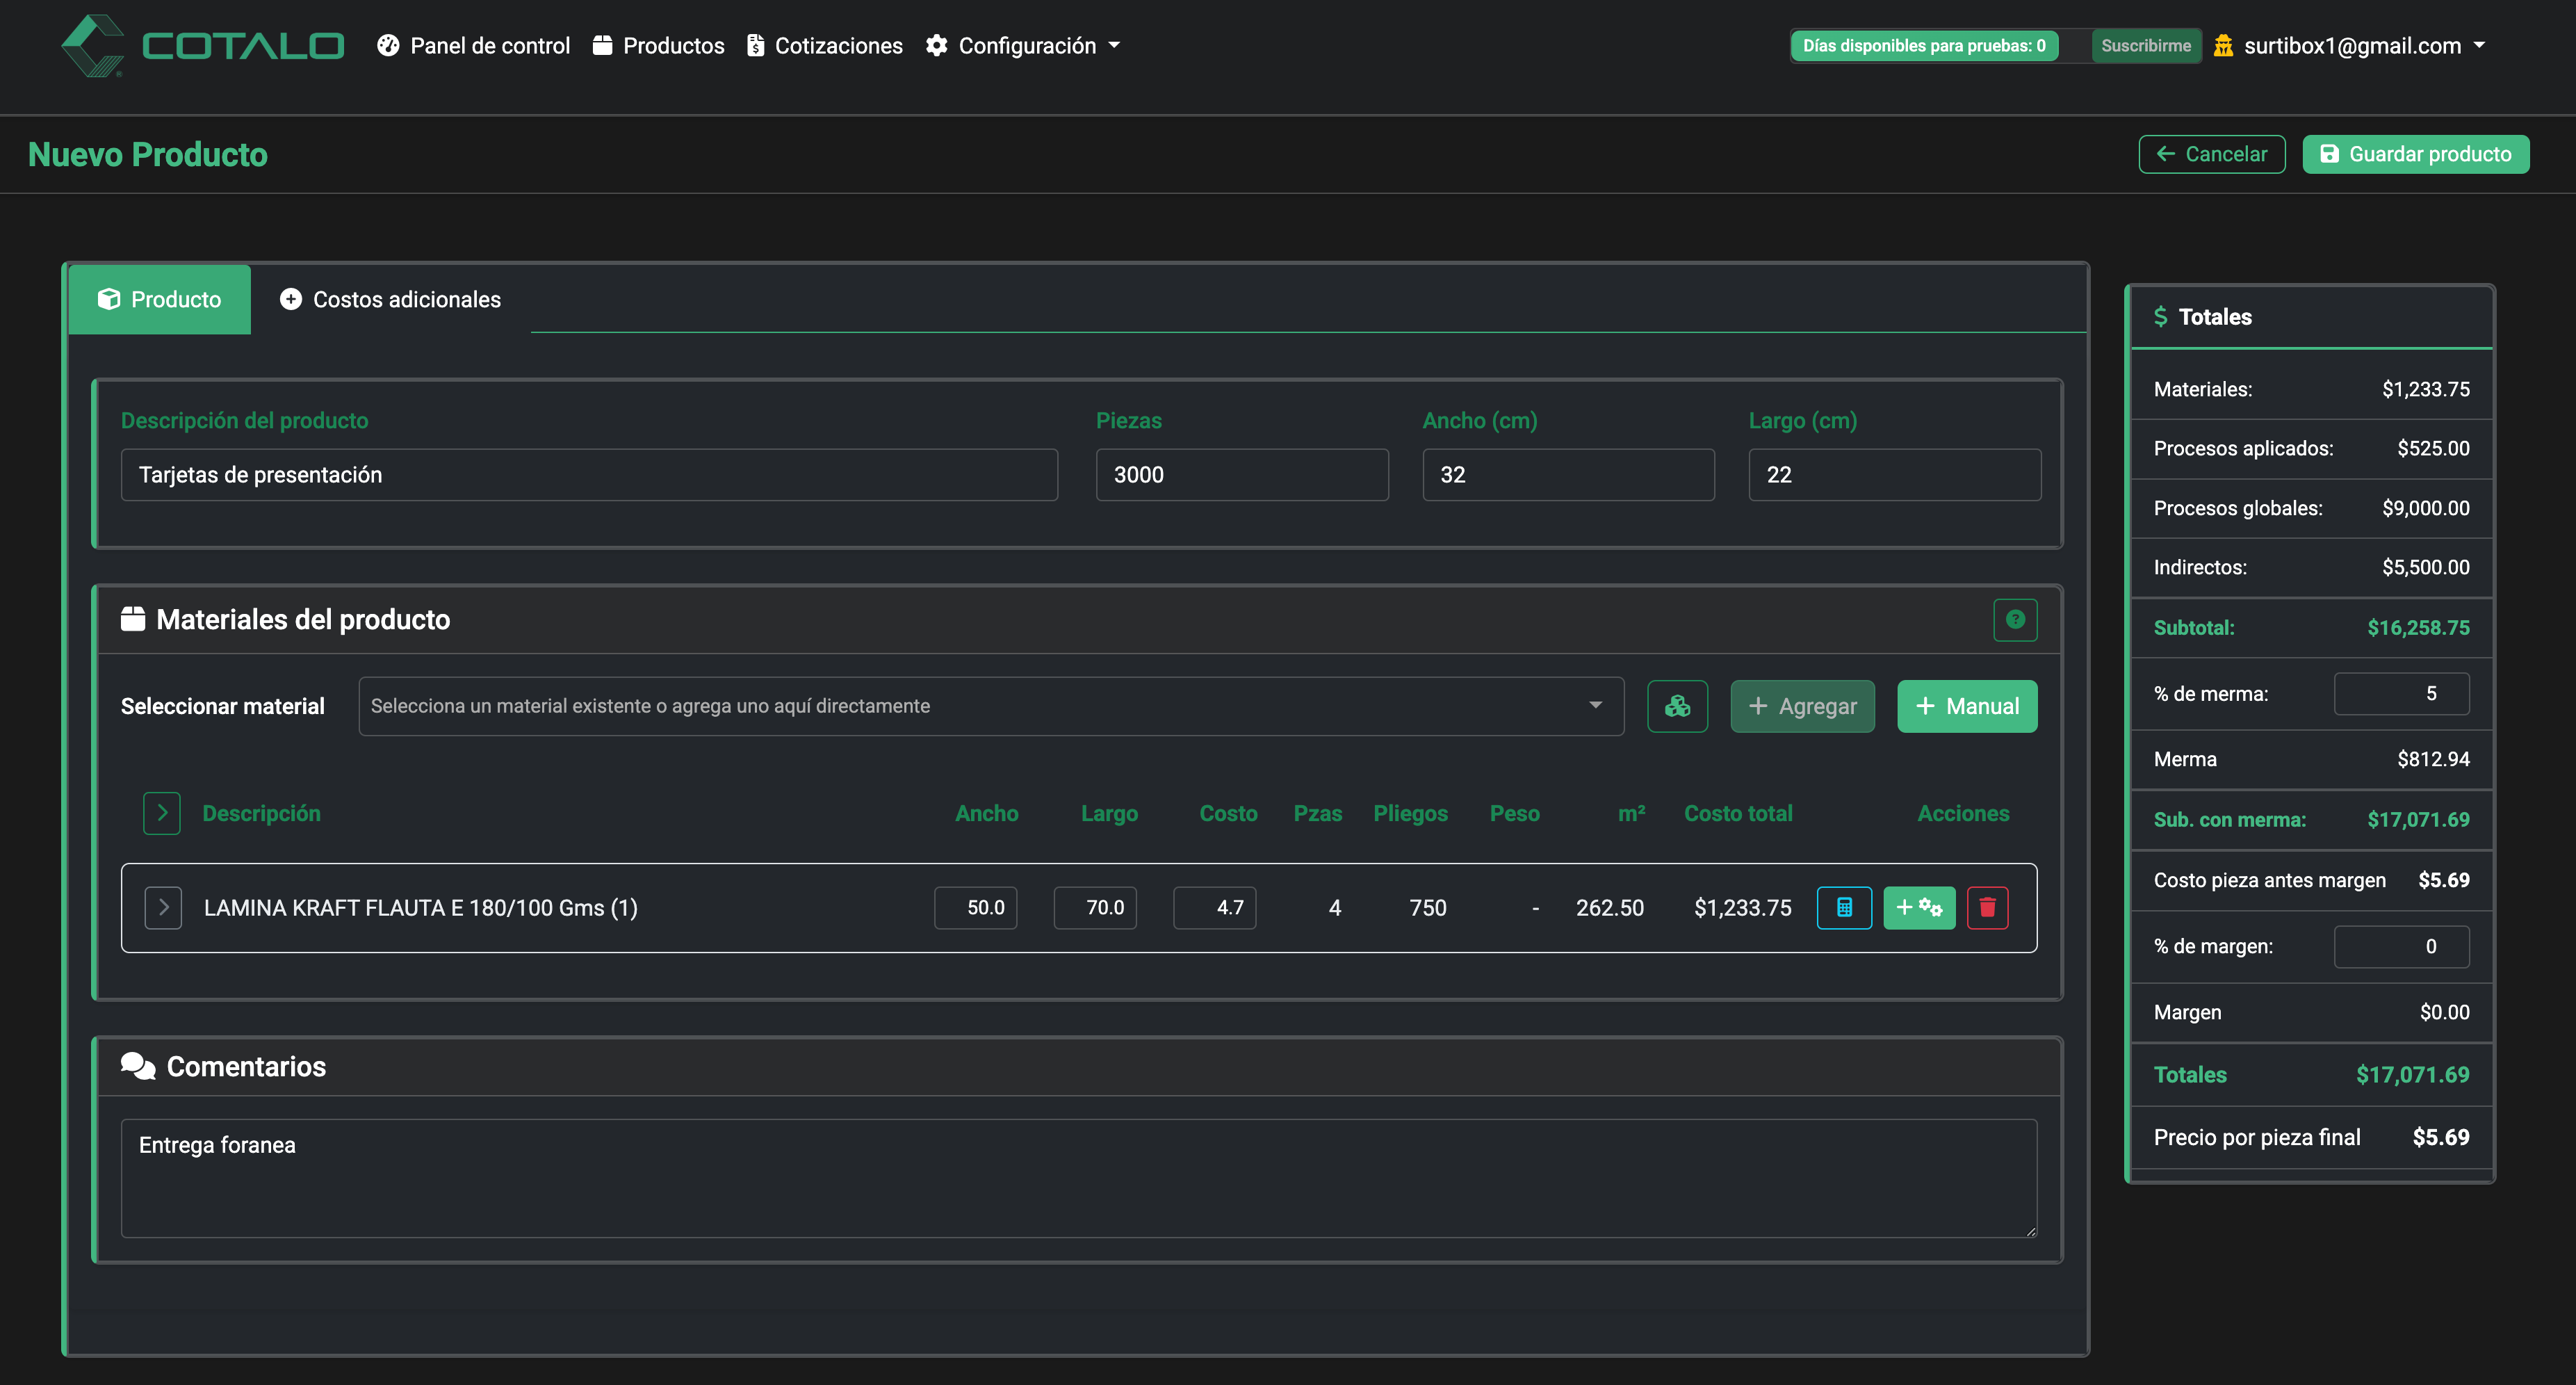 COTALO Panel de control Productos Cotizaciones Configuración Días disponibles para pruebas: 0 Suscribirme surtibox1@gmail.com
Nuevo Producto Cancelar Guardar producto
Producto Costos adicionales
Descripción del producto Piezas Ancho (cm) Largo (cm)
Tarjetas de presentación 3000 32 22
Materiales del producto ?
Seleccionar material Selecciona un material existente o agrega uno aquí directamente + Agregar + Manual
Descripción Ancho Largo Costo Pzas Pliegos Peso m² Costo total Acciones
LAMINA KRAFT FLAUTA E 180/100 Gms (1) 50.0 70.0 4.7 4 750 - 262.50 $1,233.75 +
Comentarios
Entrega foranea
$ Totales
Materiales: $1,233.75
Procesos aplicados: $525.00
Procesos globales: $9,000.00
Indirectos: $5,500.00
Subtotal: $16,258.75
% de merma: 5
Merma $812.94
Sub. con merma: $17,071.69
Costo pieza antes margen $5.69
% de margen: 0
Margen $0.00
Totales $17,071.69
Precio por pieza final $5.69